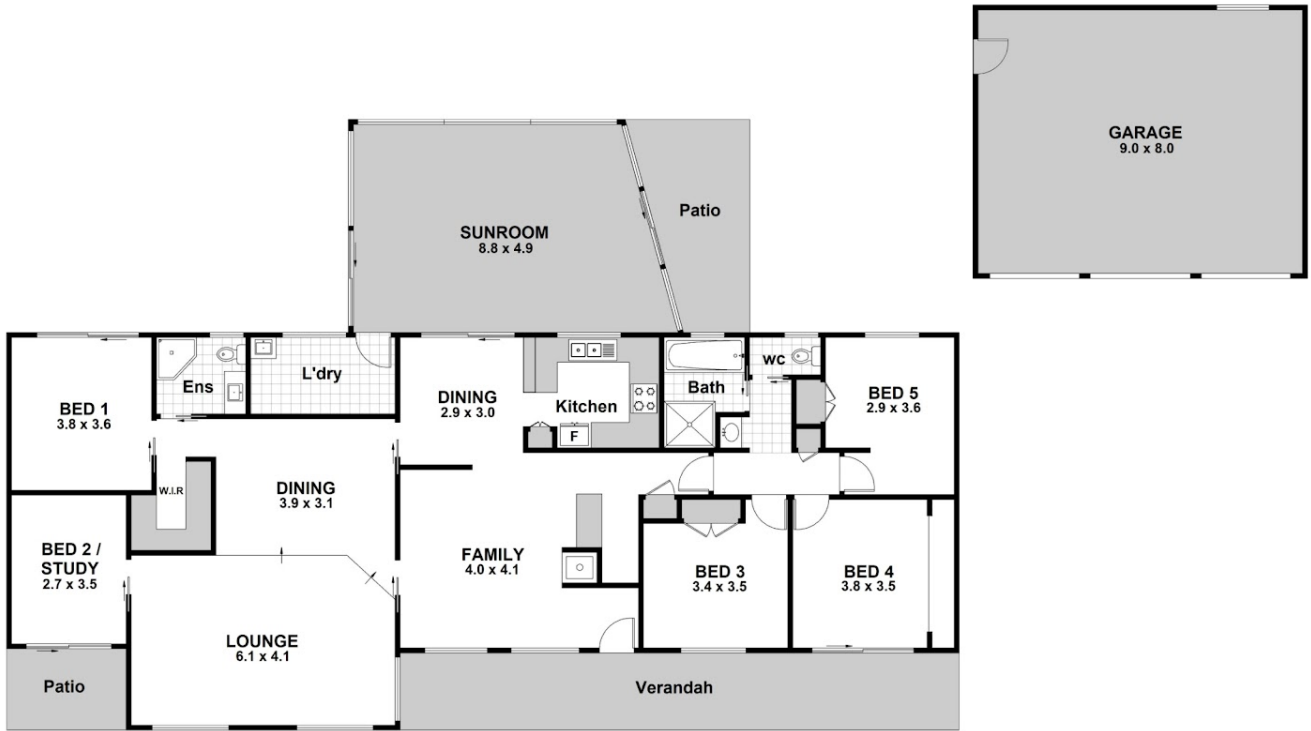 GARAGE
9.0 x 8.0
SUNROOM
8.8 x 4.9
Patio
Ens
L'dry
BED 1
3.8 x 3.6
W.I.R
DINING
2.9 x 3.0
Kitchen
F
Bath
wc
BED 5
2.9 x 3.6
DINING
3.9 x 3.1
BED 2 /
STUDY
2.7 x 3.5
FAMILY
4.0 x 4.1
BED 3
3.4 x 3.5
BED 4
3.8 x 3.5
LOUNGE
6.1 x 4.1
Patio
Verandah